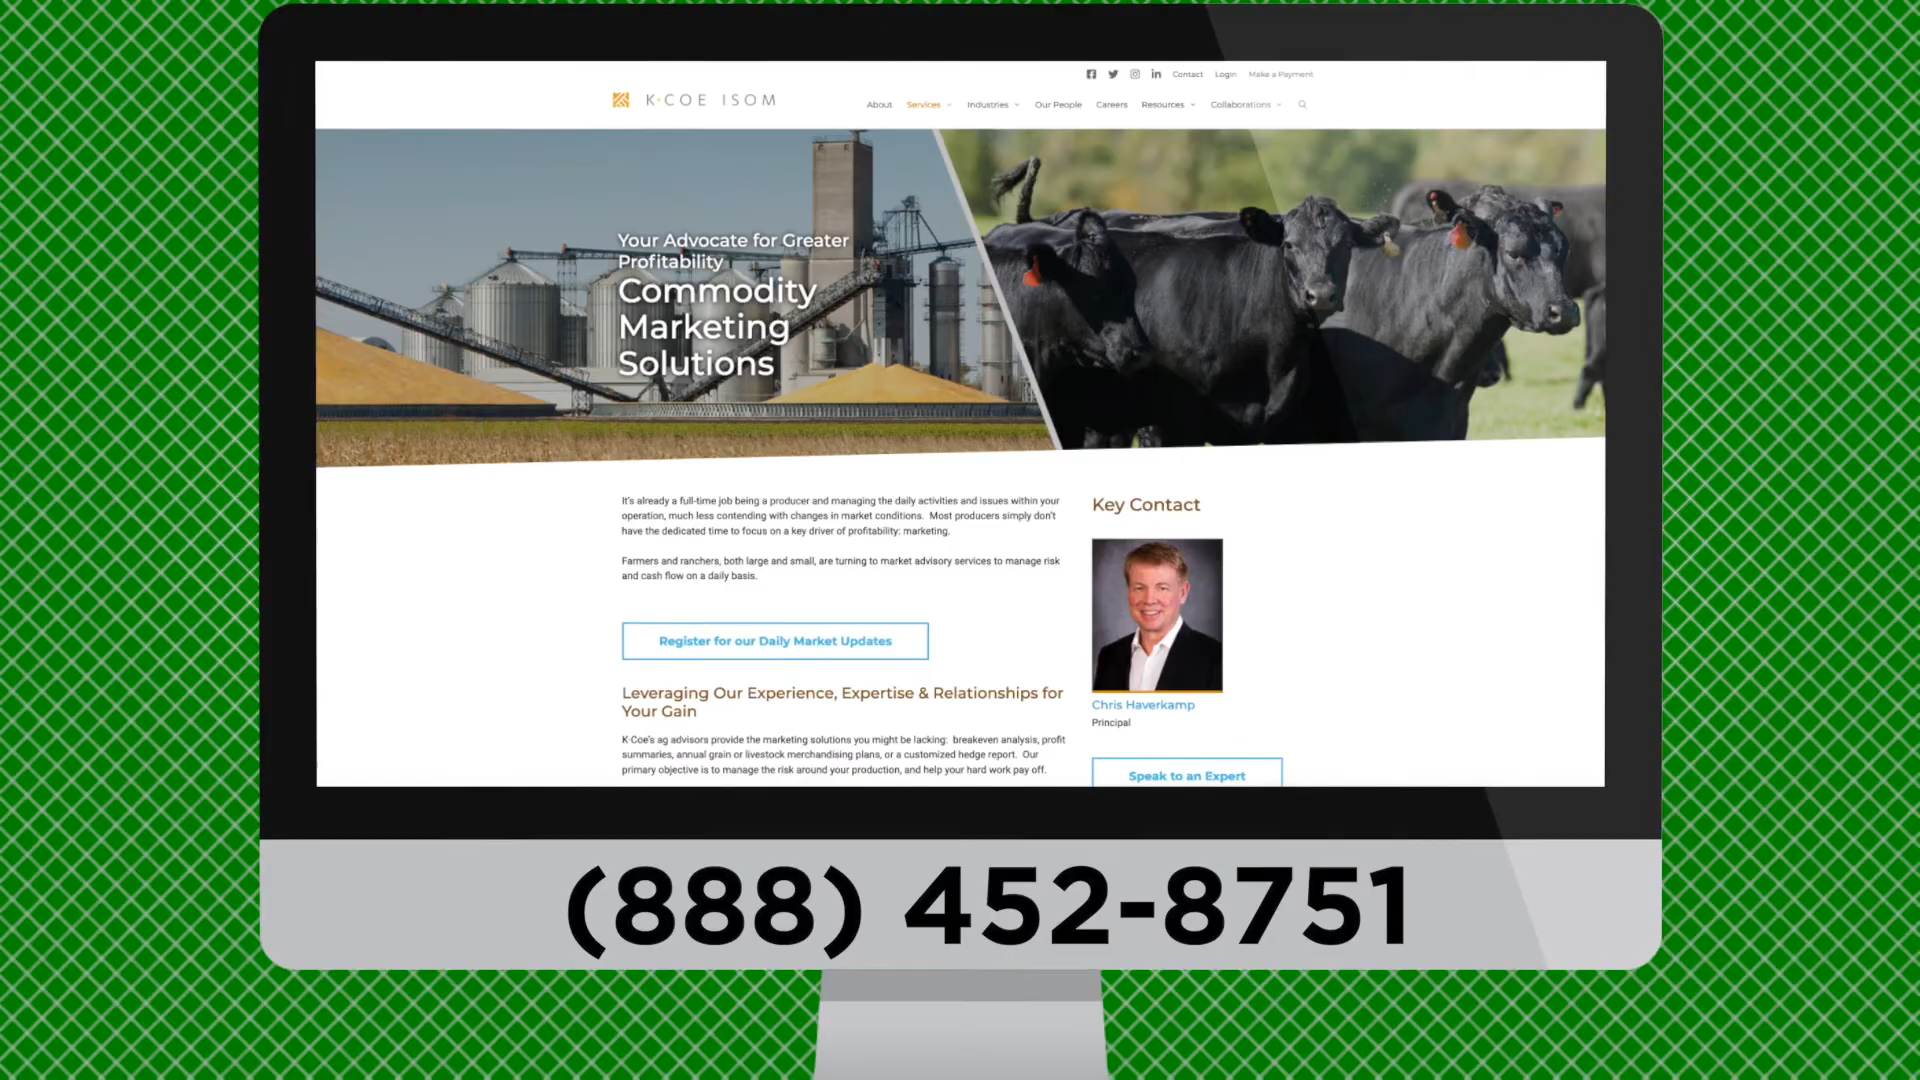 Contact Login Make a Payment
K·COE ISOM
About Services Industries Our People Careers Resources Collaborations
Your Advocate for Greater
Profitability
Commodity
Marketing
Solutions
It's already a full-time job being a producer and managing the daily activities and issues within your
operation, much less contending with changes in market conditions. Most producers simply don't
have the dedicated time to focus on a key driver of profitability: marketing.
Farmers and ranchers, both large and small, are turning to market advisory services to manage risk
and cash flow on a daily basis.
Register for our Daily Market Updates
Leveraging Our Experience, Expertise & Relationships for
Your Gain
K·Coe's ag advisors provide the marketing solutions you might be lacking: breakeven analysis, profit
summaries, annual grain or livestock merchandising plans, or a customized hedge report. Our
primary objective is to manage the risk around your production, and help your hard work pay off.
Key Contact
Chris Haverkamp
Principal
Speak to an Expert
(888) 452-8751